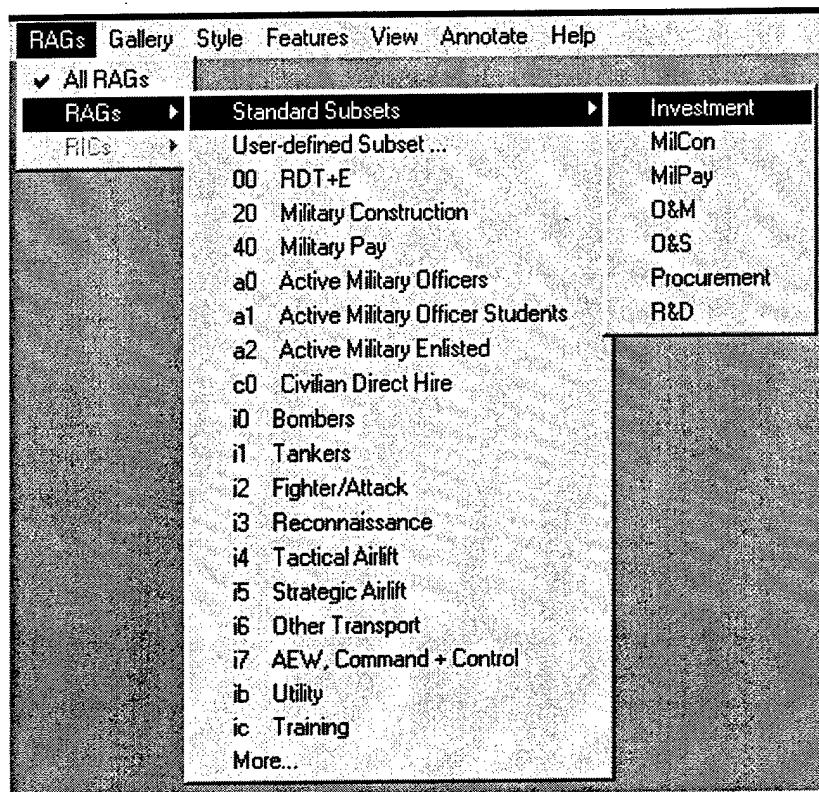 RAGs Gallery Style Features View Annotate Help
All RAGs
RAGs
RICs
Standard Subsets
User-defined Subset ...
00 RDT+E
20 Military Construction
40 Military Pay
a0 Active Military Officers
a1 Active Military Officer Students
a2 Active Military Enlisted
c0 Civilian Direct Hire
i0 Bombers
i1 Tankers
i2 Fighter/Attack
i3 Reconnaissance
i4 Tactical Airlift
i5 Strategic Airlift
i6 Other Transport
i7 AEW, Command + Control
ib Utility
ic Training
More...
Investment
MilCon
MilPay
O&M
O&S
Procurement
R&D